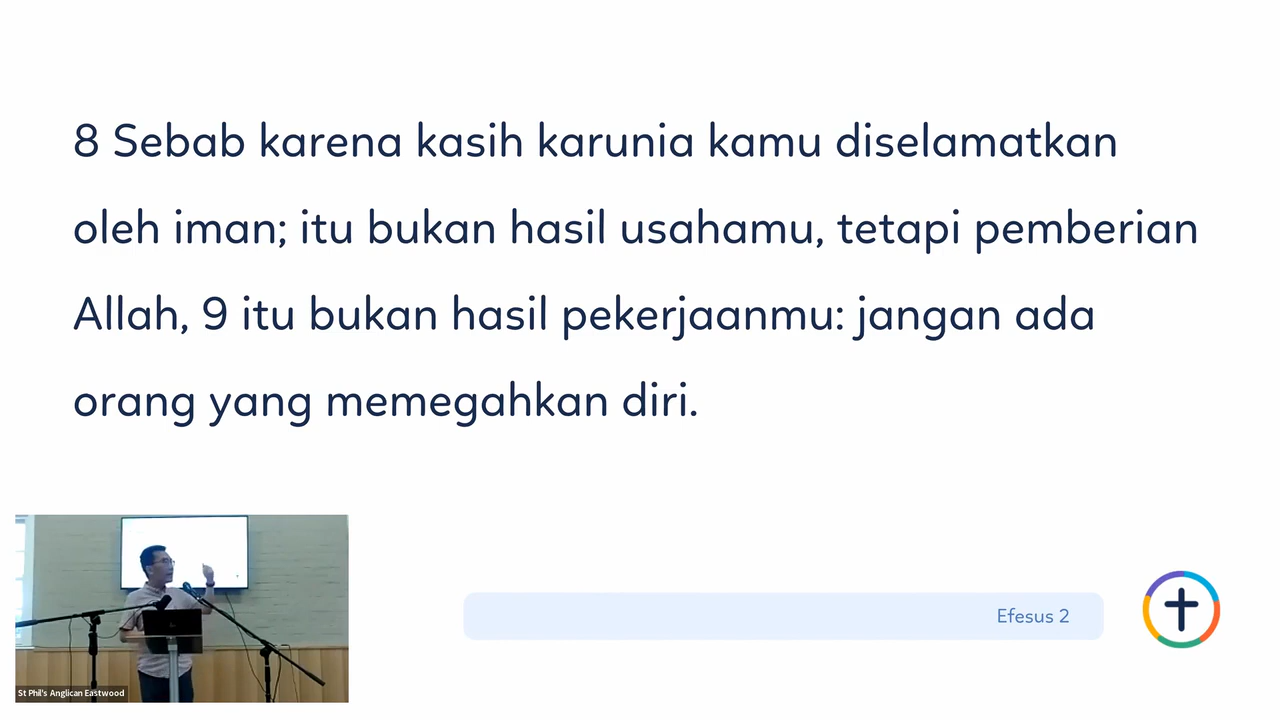 8 Sebab karena kasih karunia kamu diselamatkan
oleh iman; itu bukan hasil usahamu, tetapi pemberian
Allah, 9 itu bukan hasil pekerjaanmu: jangan ada
orang yang memegahkan diri.
Efesus 2
St Phil's Anglican Eastwood